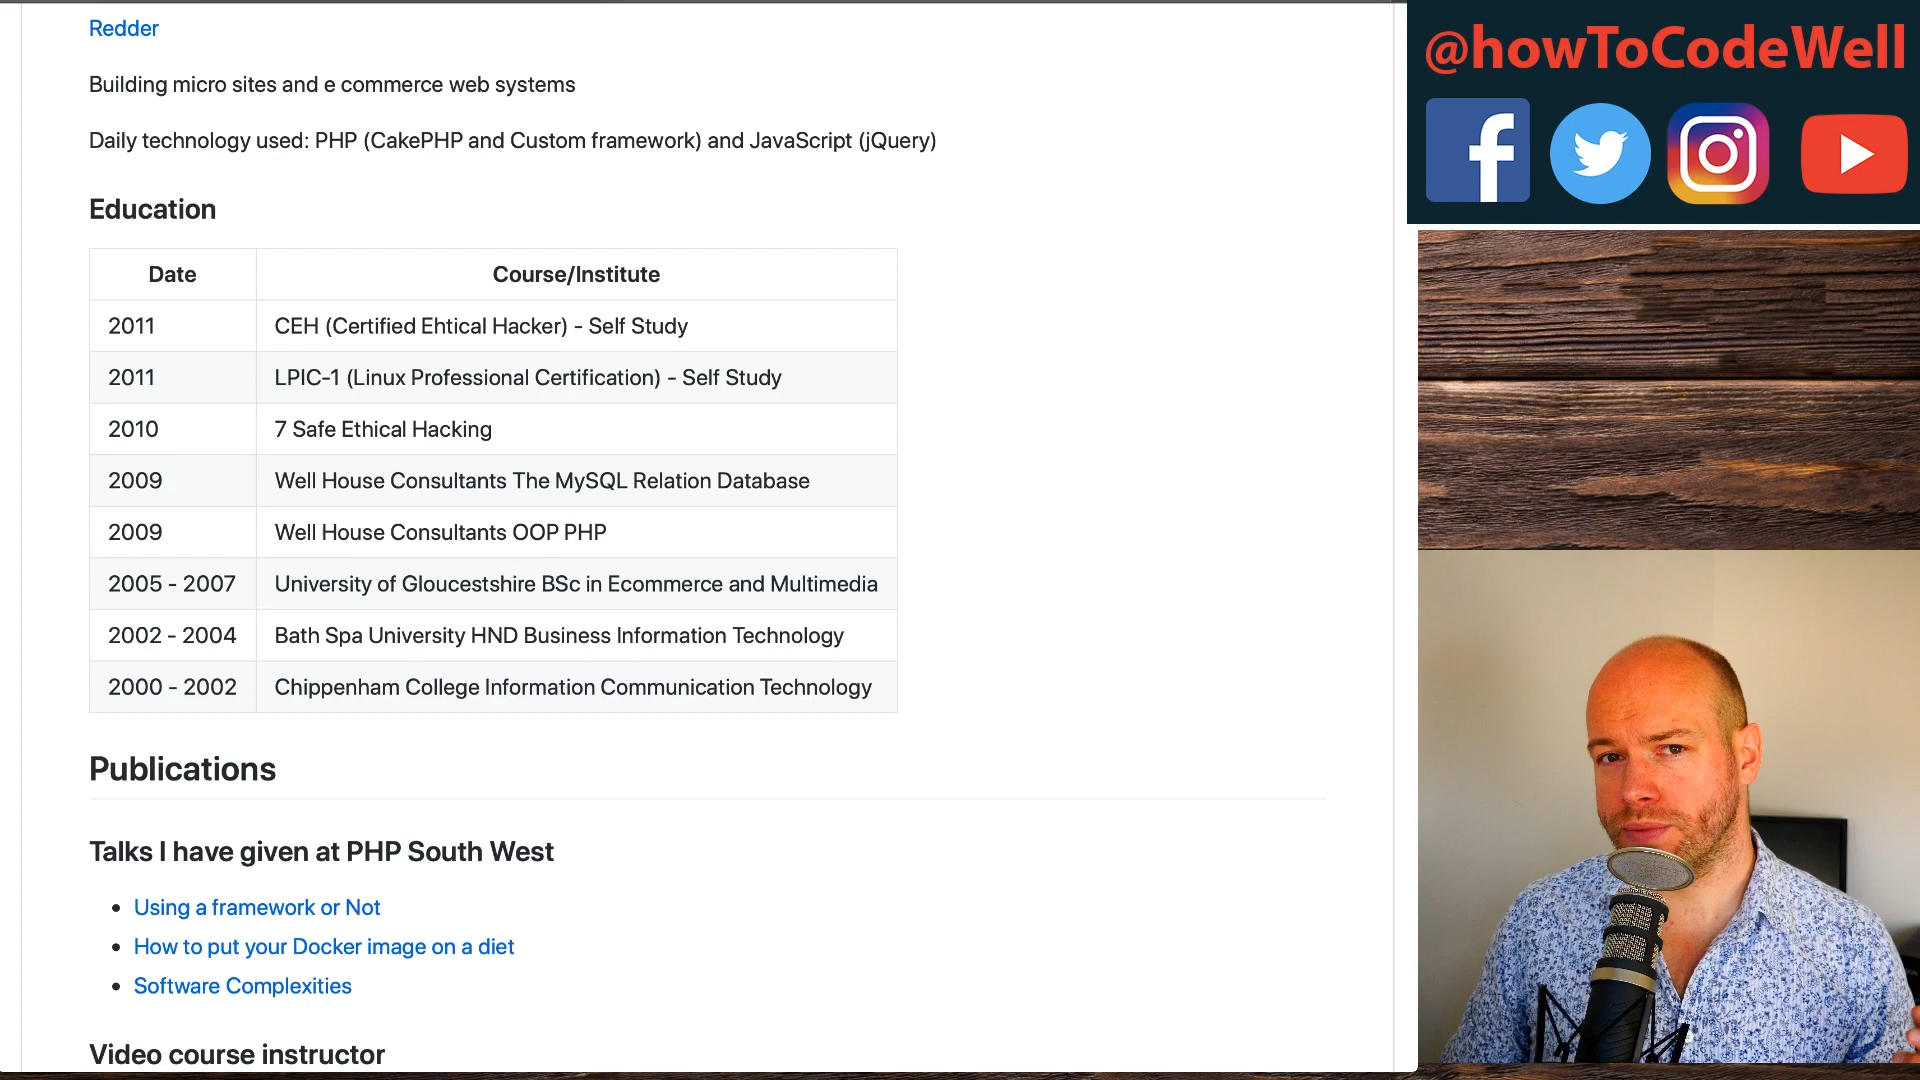 Redder
Building micro sites and e commerce web systems
Daily technology used: PHP (CakePHP and Custom framework) and JavaScript (jQuery)
Education
Date Course/Institute
2011 CEH (Certified Ehtical Hacker) - Self Study
2011 LPIC-1 (Linux Professional Certification) - Self Study
2010 7 Safe Ethical Hacking
2009 Well House Consultants The MySQL Relation Database
2009 Well House Consultants OOP PHP
2005 - 2007 University of Gloucestshire BSc in Ecommerce and Multimedia
2002 - 2004 Bath Spa University HND Business Information Technology
2000 - 2002 Chippenham College Information Communication Technology
Publications
Talks I have given at PHP South West
Using a framework or Not
How to put your Docker image on a diet
Software Complexities
Video course instructor
@howToCodeWell